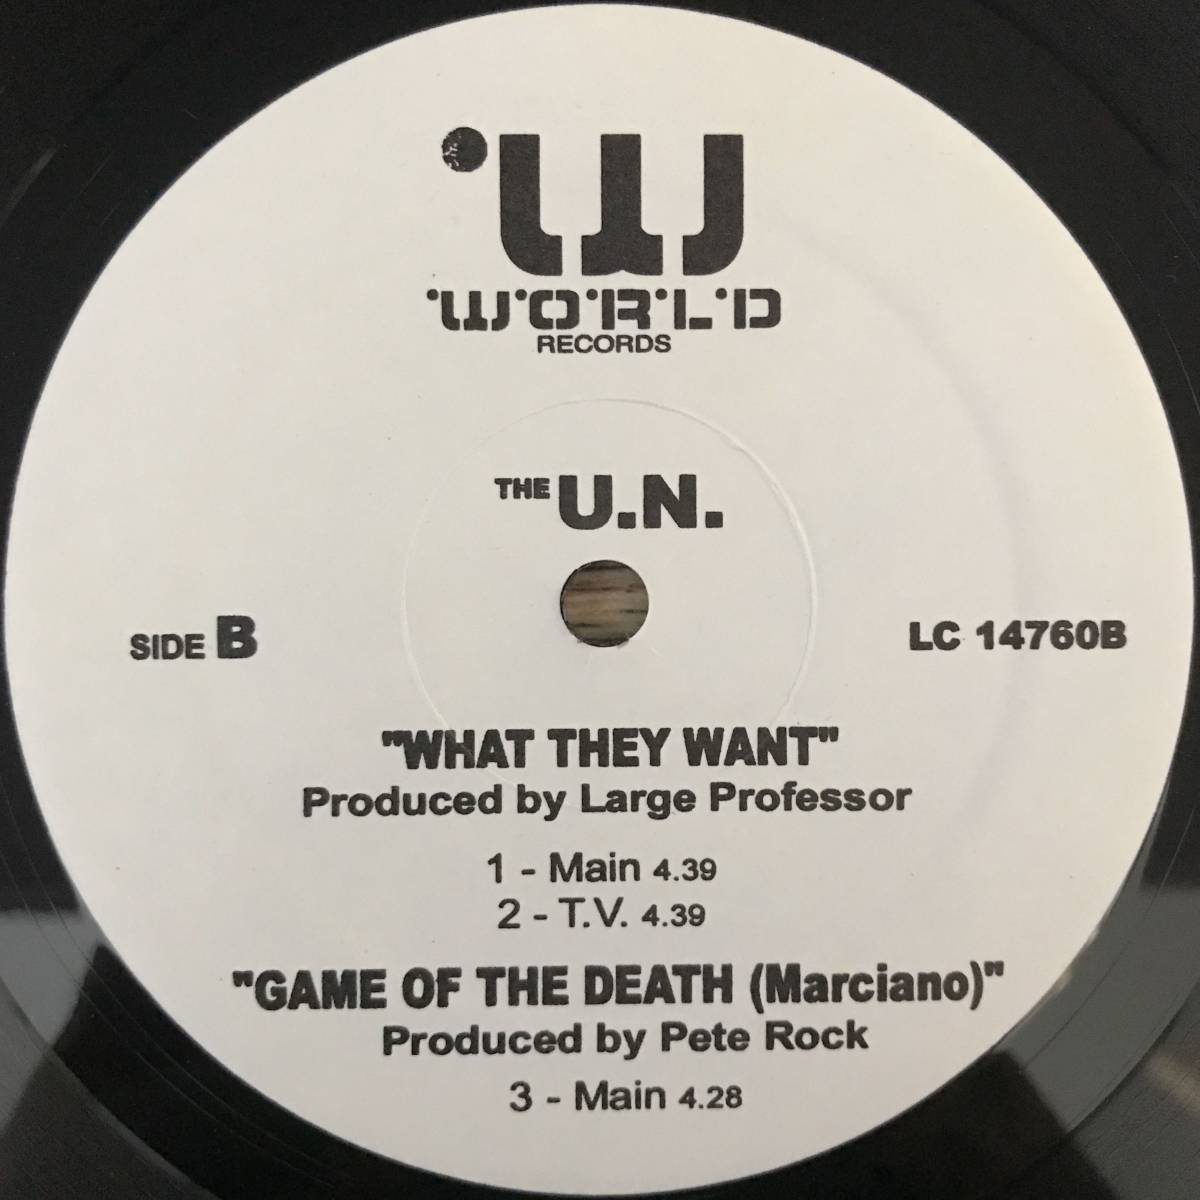 W
WORLD
RECORDS
THE U.N.
SIDE B
LC 14760B
"WHAT THEY WANT"
Produced by Large Professor
1 - Main 4.39
2 - T.V. 4.39
"GAME OF THE DEATH (Marciano)"
Produced by Pete Rock
3 - Main 4.28